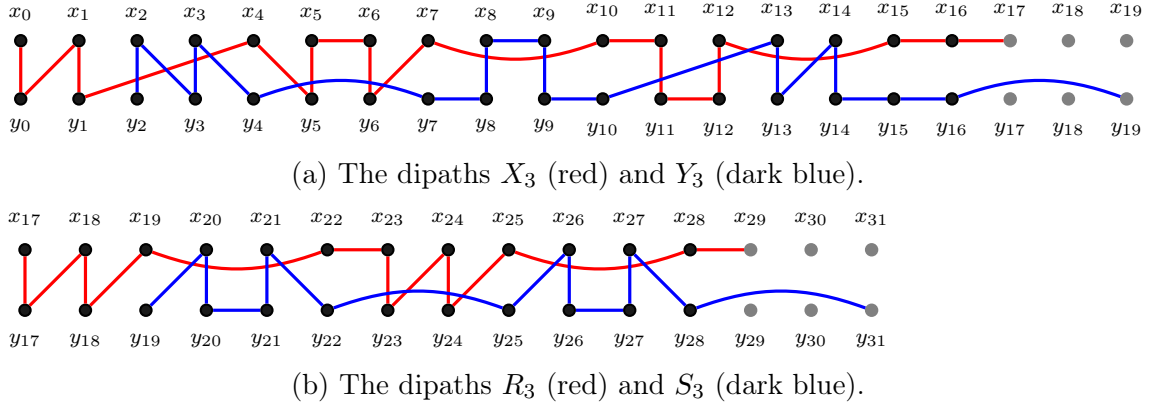 x₀ x₁ x₂ x₃ x₄ x₅ x₆ x₇ x₈ x₉ x₁₀ x₁₁ x₁₂ x₁₃ x₁₄ x₁₅ x₁₆ x₁₇ x₁₈ x₁₉
y₀ y₁ y₂ y₃ y₄ y₅ y₆ y₇ y₈ y₉ y₁₀ y₁₁ y₁₂ y₁₃ y₁₄ y₁₅ y₁₆ y₁₇ y₁₈ y₁₉
(a) The dipaths X₃ (red) and Y₃ (dark blue).
x₁₇ x₁₈ x₁₉ x₂₀ x₂₁ x₂₂ x₂₃ x₂₄ x₂₅ x₂₆ x₂₇ x₂₈ x₂₉ x₃₀ x₃₁
y₁₇ y₁₈ y₁₉ y₂₀ y₂₁ y₂₂ y₂₃ y₂₄ y₂₅ y₂₆ y₂₇ y₂₈ y₂₉ y₃₀ y₃₁
(b) The dipaths R₃ (red) and S₃ (dark blue).